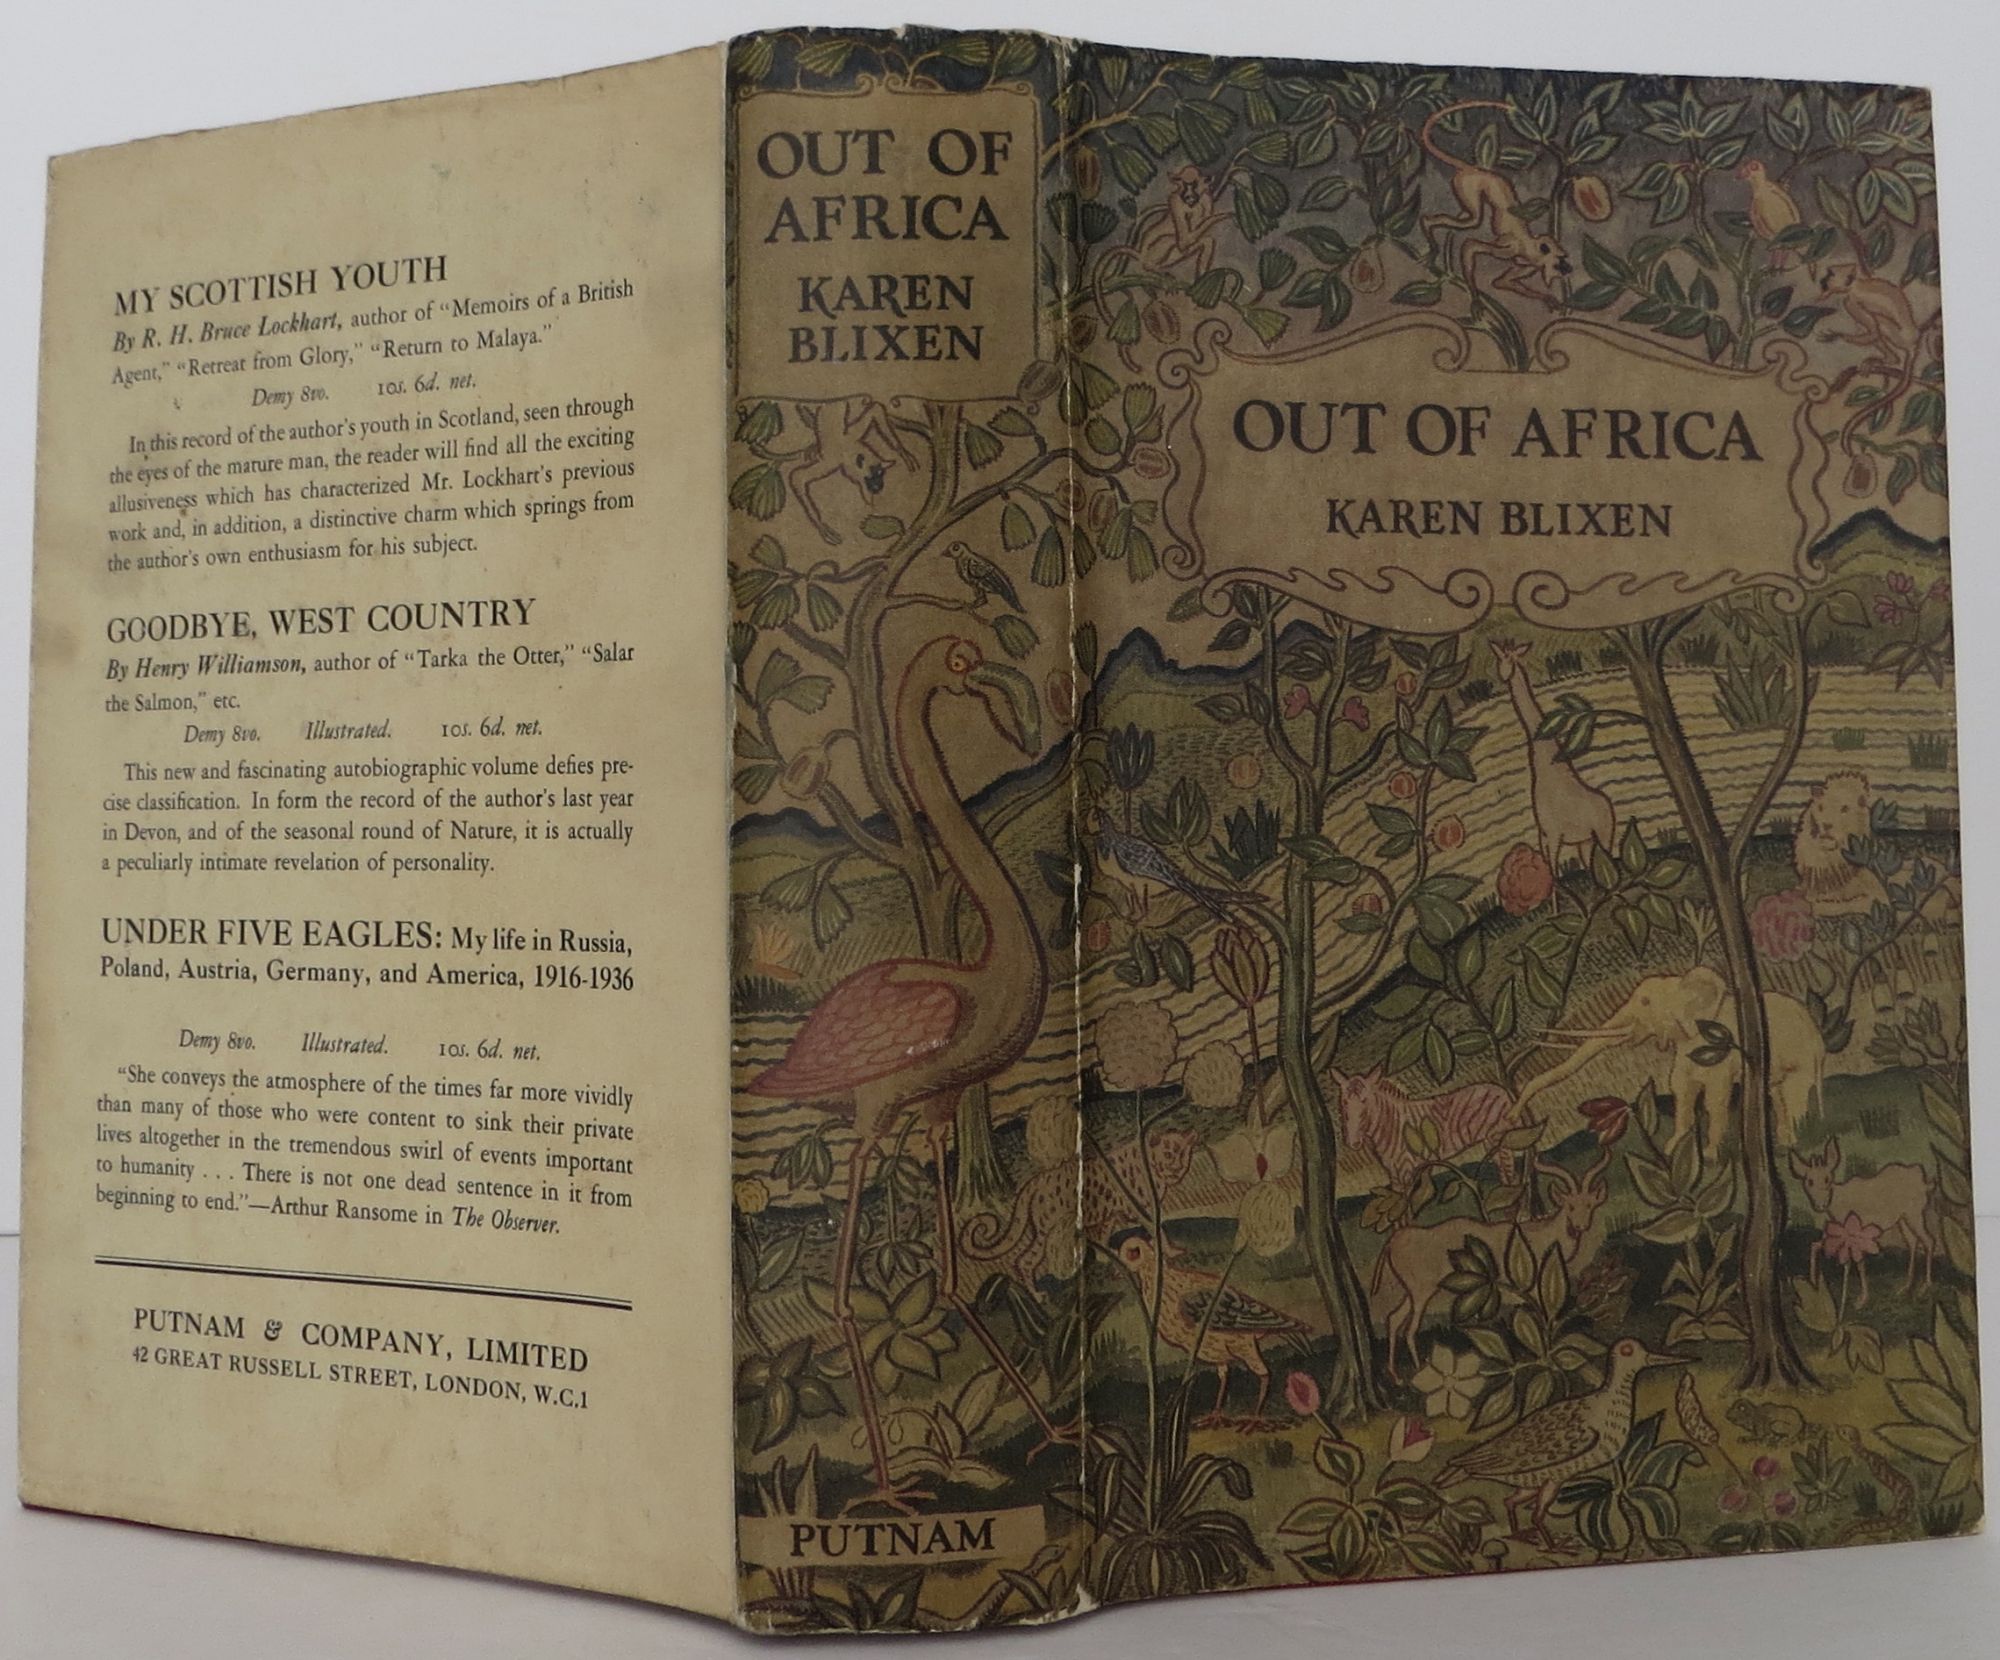 MY SCOTTISH YOUTH
By R. H. Bruce Lockhart, author of "Memoirs of a British
Agent," "Retreat from Glory," "Return to Malaya."
Demy 8vo. 10s. 6d. net.
In this record of the author's youth in Scotland, seen through
the eyes of the mature man, the reader will find all the exciting
allusiveness which has characterized Mr. Lockhart's previous
work and, in addition, a distinctive charm which springs from
the author's own enthusiasm for his subject.
GOODBYE, WEST COUNTRY
By Henry Williamson, author of "Tarka the Otter," "Salar
the Salmon," etc.
Demy 8vo. Illustrated. 10s. 6d. net.
This new and fascinating autobiographic volume defies pre-
cise classification. In form the record of the author's last year
in Devon, and of the seasonal round of Nature, it is actually
a peculiarly intimate revelation of personality.
UNDER FIVE EAGLES: My life in Russia,
Poland, Austria, Germany, and America, 1916-1936
Demy 8vo. Illustrated. 10s. 6d. net.
"She conveys the atmosphere of the times far more vividly
than many of those who were content to sink their private
lives altogether in the tremendous swirl of events important
to humanity . . . There is not one dead sentence in it from
beginning to end."—Arthur Ransome in The Observer.
PUTNAM & COMPANY, LIMITED
42 GREAT RUSSELL STREET, LONDON, W.C.1
OUT OF
AFRICA
KAREN
BLIXEN
PUTNAM
OUT OF AFRICA
KAREN BLIXEN